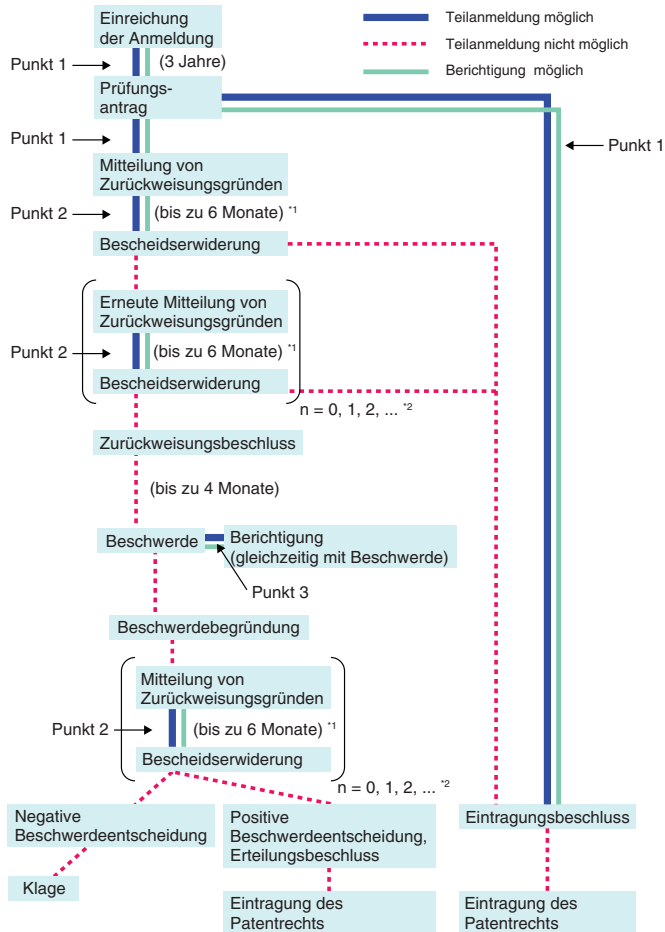 Einreichung
der Anmeldung
Teilanmeldung möglich
Teilanmeldung nicht möglich
Berichtigung möglich
Punkt 1
(3 Jahre)
Prüfungs-
antrag
Punkt 1
Punkt 1
Mitteilung von
Zurückweisungsgründen
Punkt 2
(bis zu 6 Monate) *1
Bescheidserwiderung
Erneute Mitteilung von
Zurückweisungsgründen
Punkt 2
(bis zu 6 Monate) *1
Bescheidserwiderung
n = 0, 1, 2, ... *2
Zurückweisungsbeschluss
(bis zu 4 Monate)
Beschwerde
Berichtigung
(gleichzeitig mit Beschwerde)
Punkt 3
Beschwerdebegründung
Mitteilung von
Zurückweisungsgründen
Punkt 2
(bis zu 6 Monate) *1
Bescheidserwiderung
n = 0, 1, 2, ... *2
Negative
Beschwerdeentscheidung
Positive
Beschwerdeentscheidung,
Erteilungsbeschluss
Eintragungsbeschluss
Klage
Eintragung des
Patentrechts
Eintragung des
Patentrechts